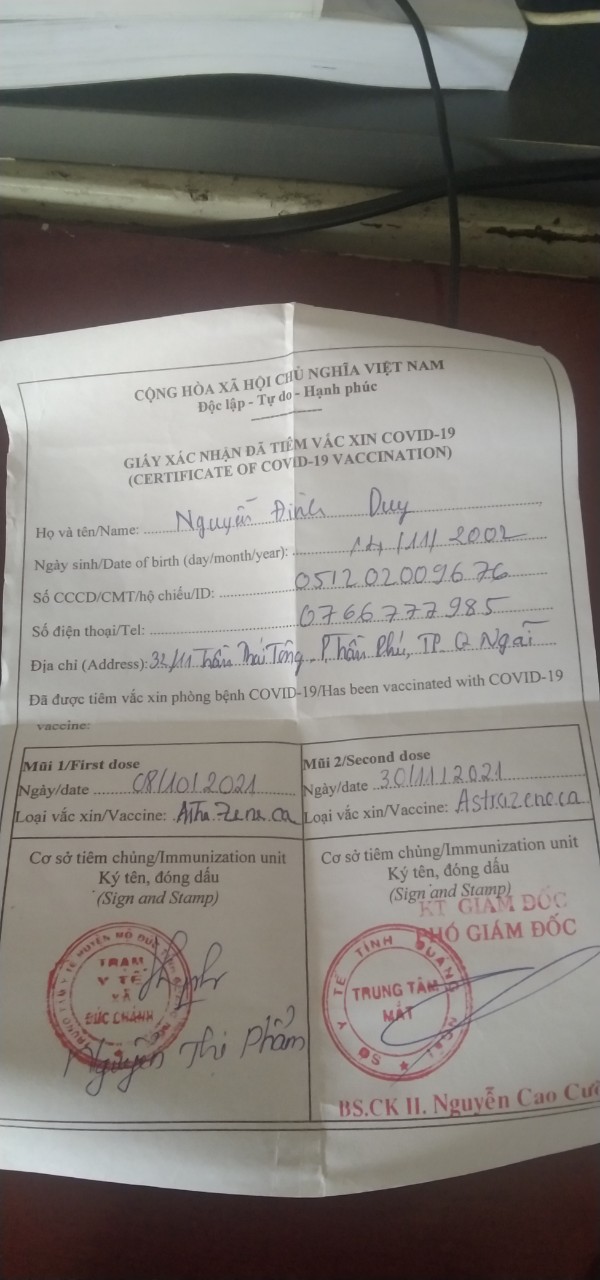 CỘNG HÒA XÃ HỘI CHỦ NGHĨA VIỆT NAM
Độc lập - Tự do - Hạnh phúc
GIẤY XÁC NHẬN ĐÃ TIÊM VẮC XIN COVID-19
(CERTIFICATE OF COVID-19 VACCINATION)
Họ và tên/Name: Nguyễn Đình Duy
Ngày sinh/Date of birth (day/month/year): 14/11/2002
Số CCCD/CMT/hộ chiếu/ID: 051202009676
Số điện thoại/Tel: 0766777985
Địa chỉ (Address): 32/11 Trần Thái Tông, P Trần Phú, TP. Q Ngãi
Đã được tiêm vắc xin phòng bệnh COVID-19/Has been vaccinated with COVID-19
vaccine:
Mũi 1/First dose
Ngày/date 08/10/2021
Loại vắc xin/Vaccine: AtraZeneca
Cơ sở tiêm chủng/Immunization unit
Ký tên, đóng dấu
(Sign and Stamp)
TRẠM
Y TẾ
XÃ
ĐỨC CHÁNH
Nguyễn Thị Phẩm
Mũi 2/Second dose
Ngày/date 30/11/2021
Loại vắc xin/Vaccine: Astrazeneca
Cơ sở tiêm chủng/Immunization unit
Ký tên, đóng dấu
(Sign and Stamp)
KT GIÁM ĐỐC
PHÓ GIÁM ĐỐC
SỞ Y TẾ TỈNH QUẢNG NGÃI
TRUNG TÂM
MẮT
BS.CK II. Nguyễn Cao